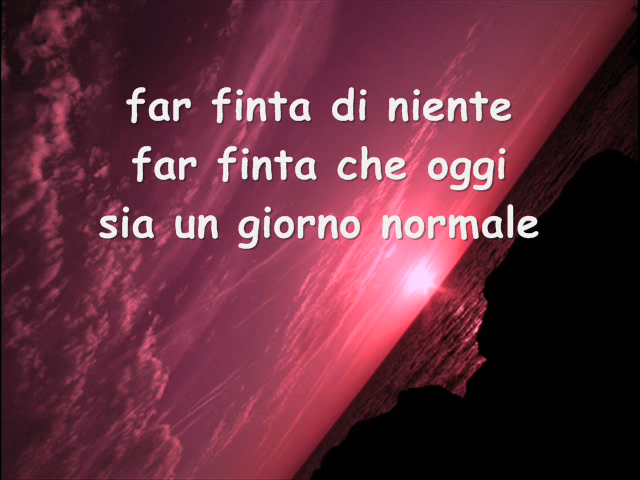 far finta di niente
far finta che oggi
sia un giorno normale